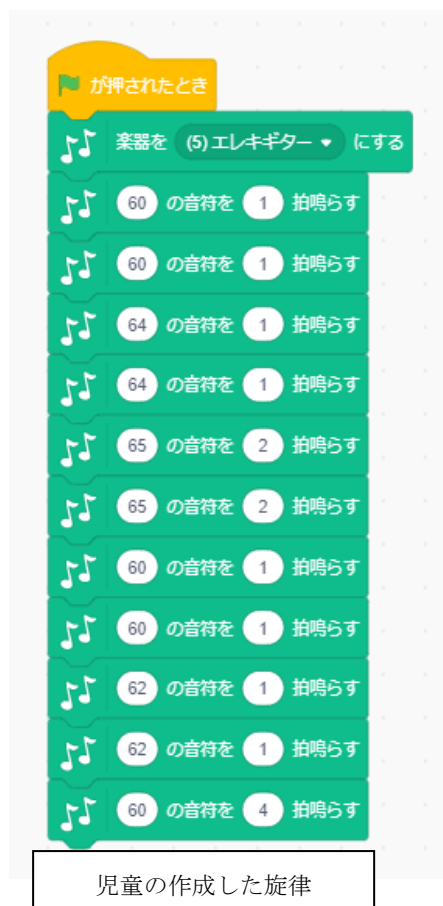 が押されたとき
楽器を (5)エレキギター にする
60 の音符を 1 拍鳴らす
60 の音符を 1 拍鳴らす
64 の音符を 1 拍鳴らす
64 の音符を 1 拍鳴らす
65 の音符を 2 拍鳴らす
65 の音符を 2 拍鳴らす
60 の音符を 1 拍鳴らす
60 の音符を 1 拍鳴らす
62 の音符を 1 拍鳴らす
62 の音符を 1 拍鳴らす
60 の音符を 4 拍鳴らす
児童の作成した旋律